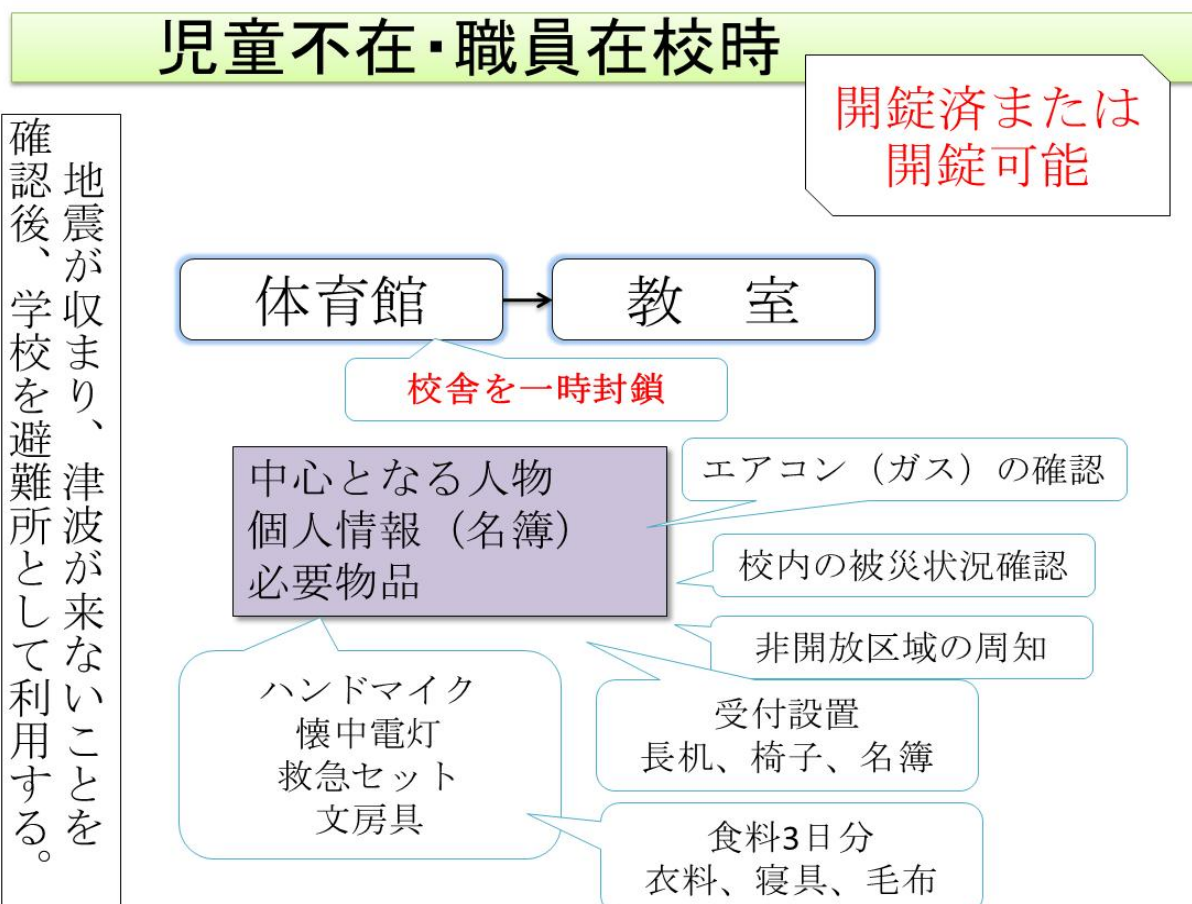 児童不在・職員在校時
開錠済または
開錠可能
地震が収まり、津波が来ないことを
確認後、学校を避難所として利用する。
体育館
教 室
校舎を一時封鎖
中心となる人物
個人情報（名簿）
必要物品
エアコン（ガス）の確認
校内の被災状況確認
非開放区域の周知
受付設置
長机、椅子、名簿
ハンドマイク
懐中電灯
救急セット
文房具
食料3日分
衣料、寝具、毛布